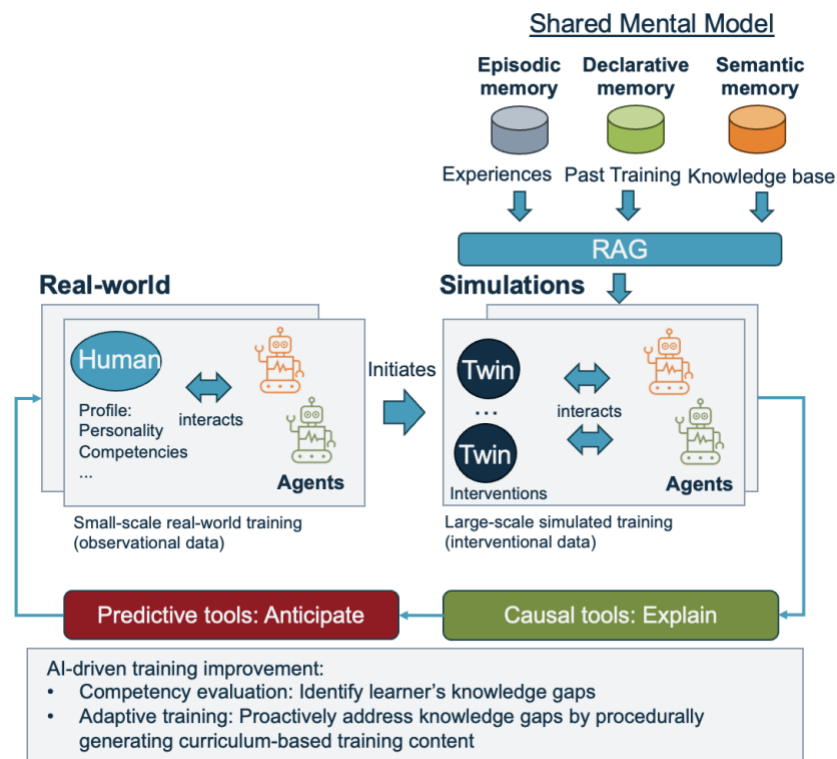 Shared Mental Model
Episodic memory
Declarative memory
Semantic memory
Experiences
Past Training
Knowledge base
RAG
Real-world
Human
Profile:
Personality
Competencies
...
interacts
Agents
Small-scale real-world training
(observational data)
Initiates
Simulations
Twin
...
Twin
Interventions
interacts
Agents
Large-scale simulated training
(interventional data)
Predictive tools: Anticipate
Causal tools: Explain
AI-driven training improvement:
• Competency evaluation: Identify learner's knowledge gaps
• Adaptive training: Proactively address knowledge gaps by procedurally
generating curriculum-based training content